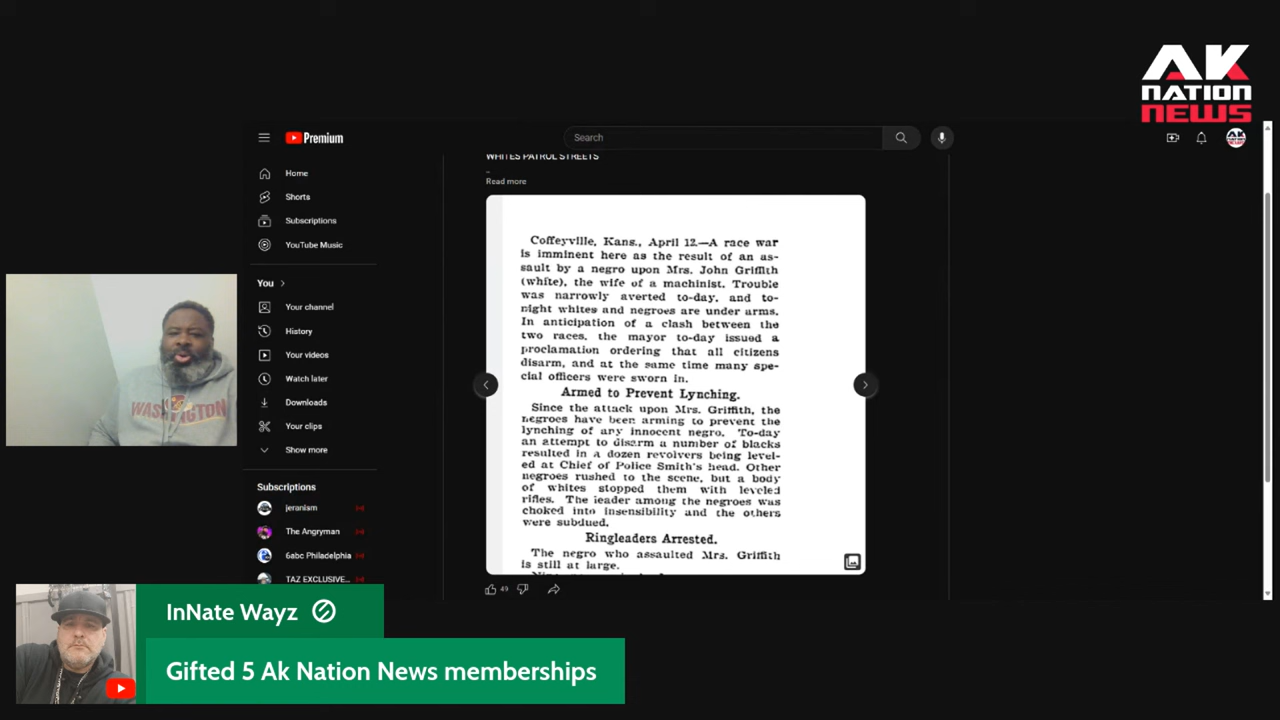 AK
NATION
NEWS
Premium
Search
Home
Shorts
Subscriptions
YouTube Music
You
Your channel
History
Your videos
Watch later
Downloads
Your clips
Show more
Subscriptions
jeranism
The Angryman
6abc Philadelphia
TAZ EXCLUSIVE...
WHITES PATROL STREETS
Read more
Coffeyville, Kans., April 12.—A race war
is imminent here as the result of an as-
sault by a negro upon Mrs. John Griffith
(white), the wife of a machinist. Trouble
was narrowly averted to-day, and to-
night whites and negroes are under arms.
In anticipation of a clash between the
two races, the mayor to-day issued a
proclamation ordering that all citizens
disarm, and at the same time many spe-
cial officers were sworn in.
Armed to Prevent Lynching.
Since the attack upon Mrs. Griffith, the
negroes have been arming to prevent the
lynching of any innocent negro. To-day
an attempt to disarm a number of blacks
resulted in a dozen revolvers being level-
ed at Chief of Police Smith's head. Other
negroes rushed to the scene, but a body
of whites stopped them with leveled
rifles. The leader among the negroes was
choked into insensibility and the others
were subdued.
Ringleaders Arrested.
The negro who assaulted Mrs. Griffith
is still at large.
49
WASHINGTON
InNate Wayz
Gifted 5 Ak Nation News memberships